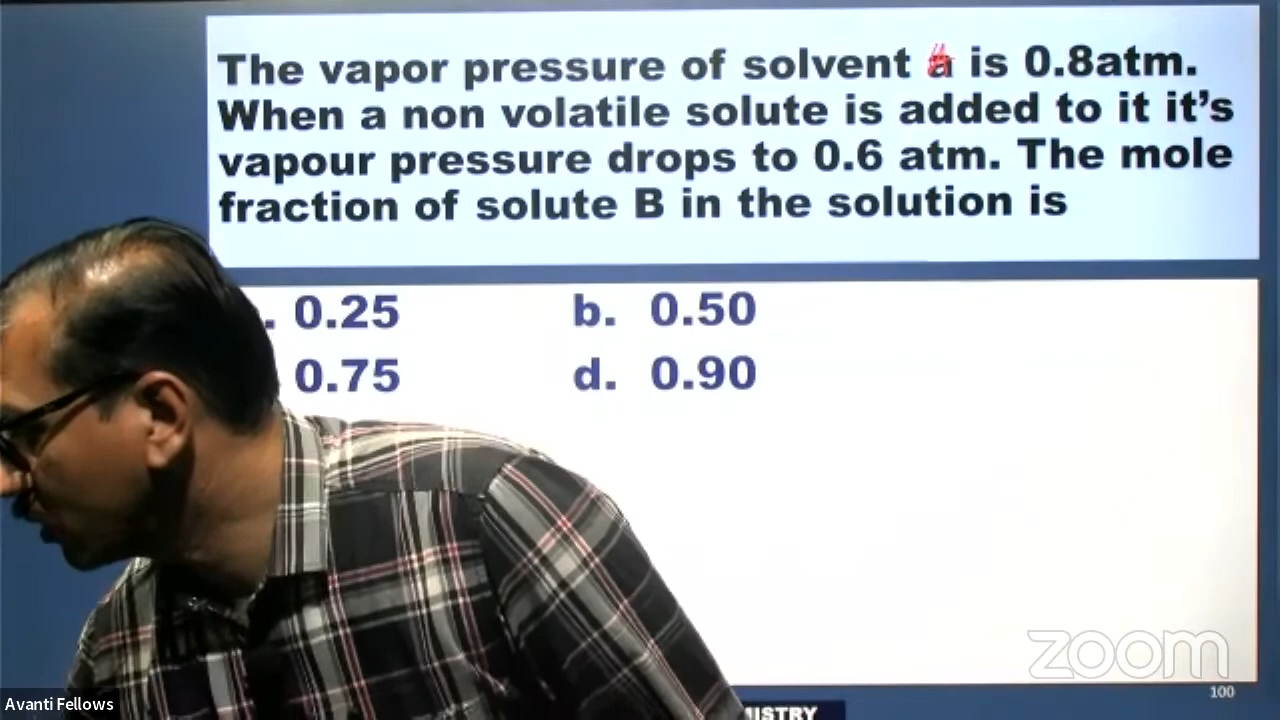 The vapor pressure of solvent a is 0.8atm.
When a non volatile solute is added to it it's
vapour pressure drops to 0.6 atm. The mole
fraction of solute B in the solution is
. 0.25 b. 0.50
0.75 d. 0.90
zoom
100
Avanti Fellows